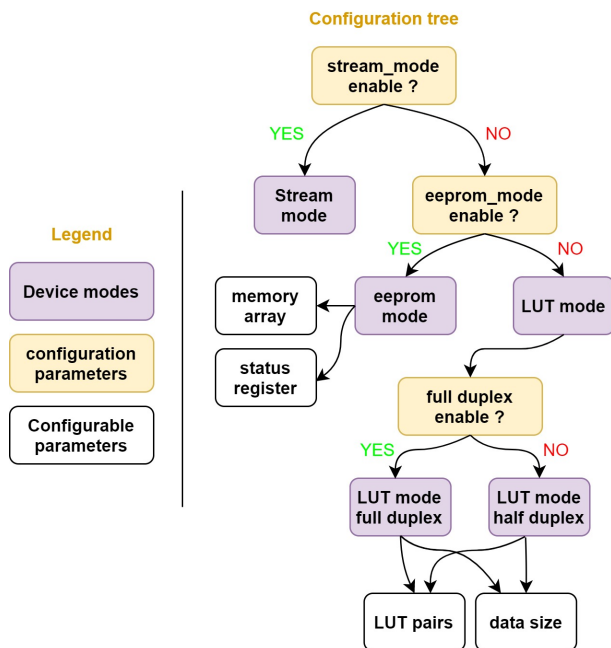 Configuration tree
stream_mode
enable ?
YES
NO
Stream
mode
eeprom_mode
enable ?
Legend
YES
NO
Device modes
memory
array
eeprom
mode
LUT mode
configuration
parameters
status
register
full duplex
enable ?
Configurable
parameters
YES
NO
LUT mode
full duplex
LUT mode
half duplex
LUT pairs
data size